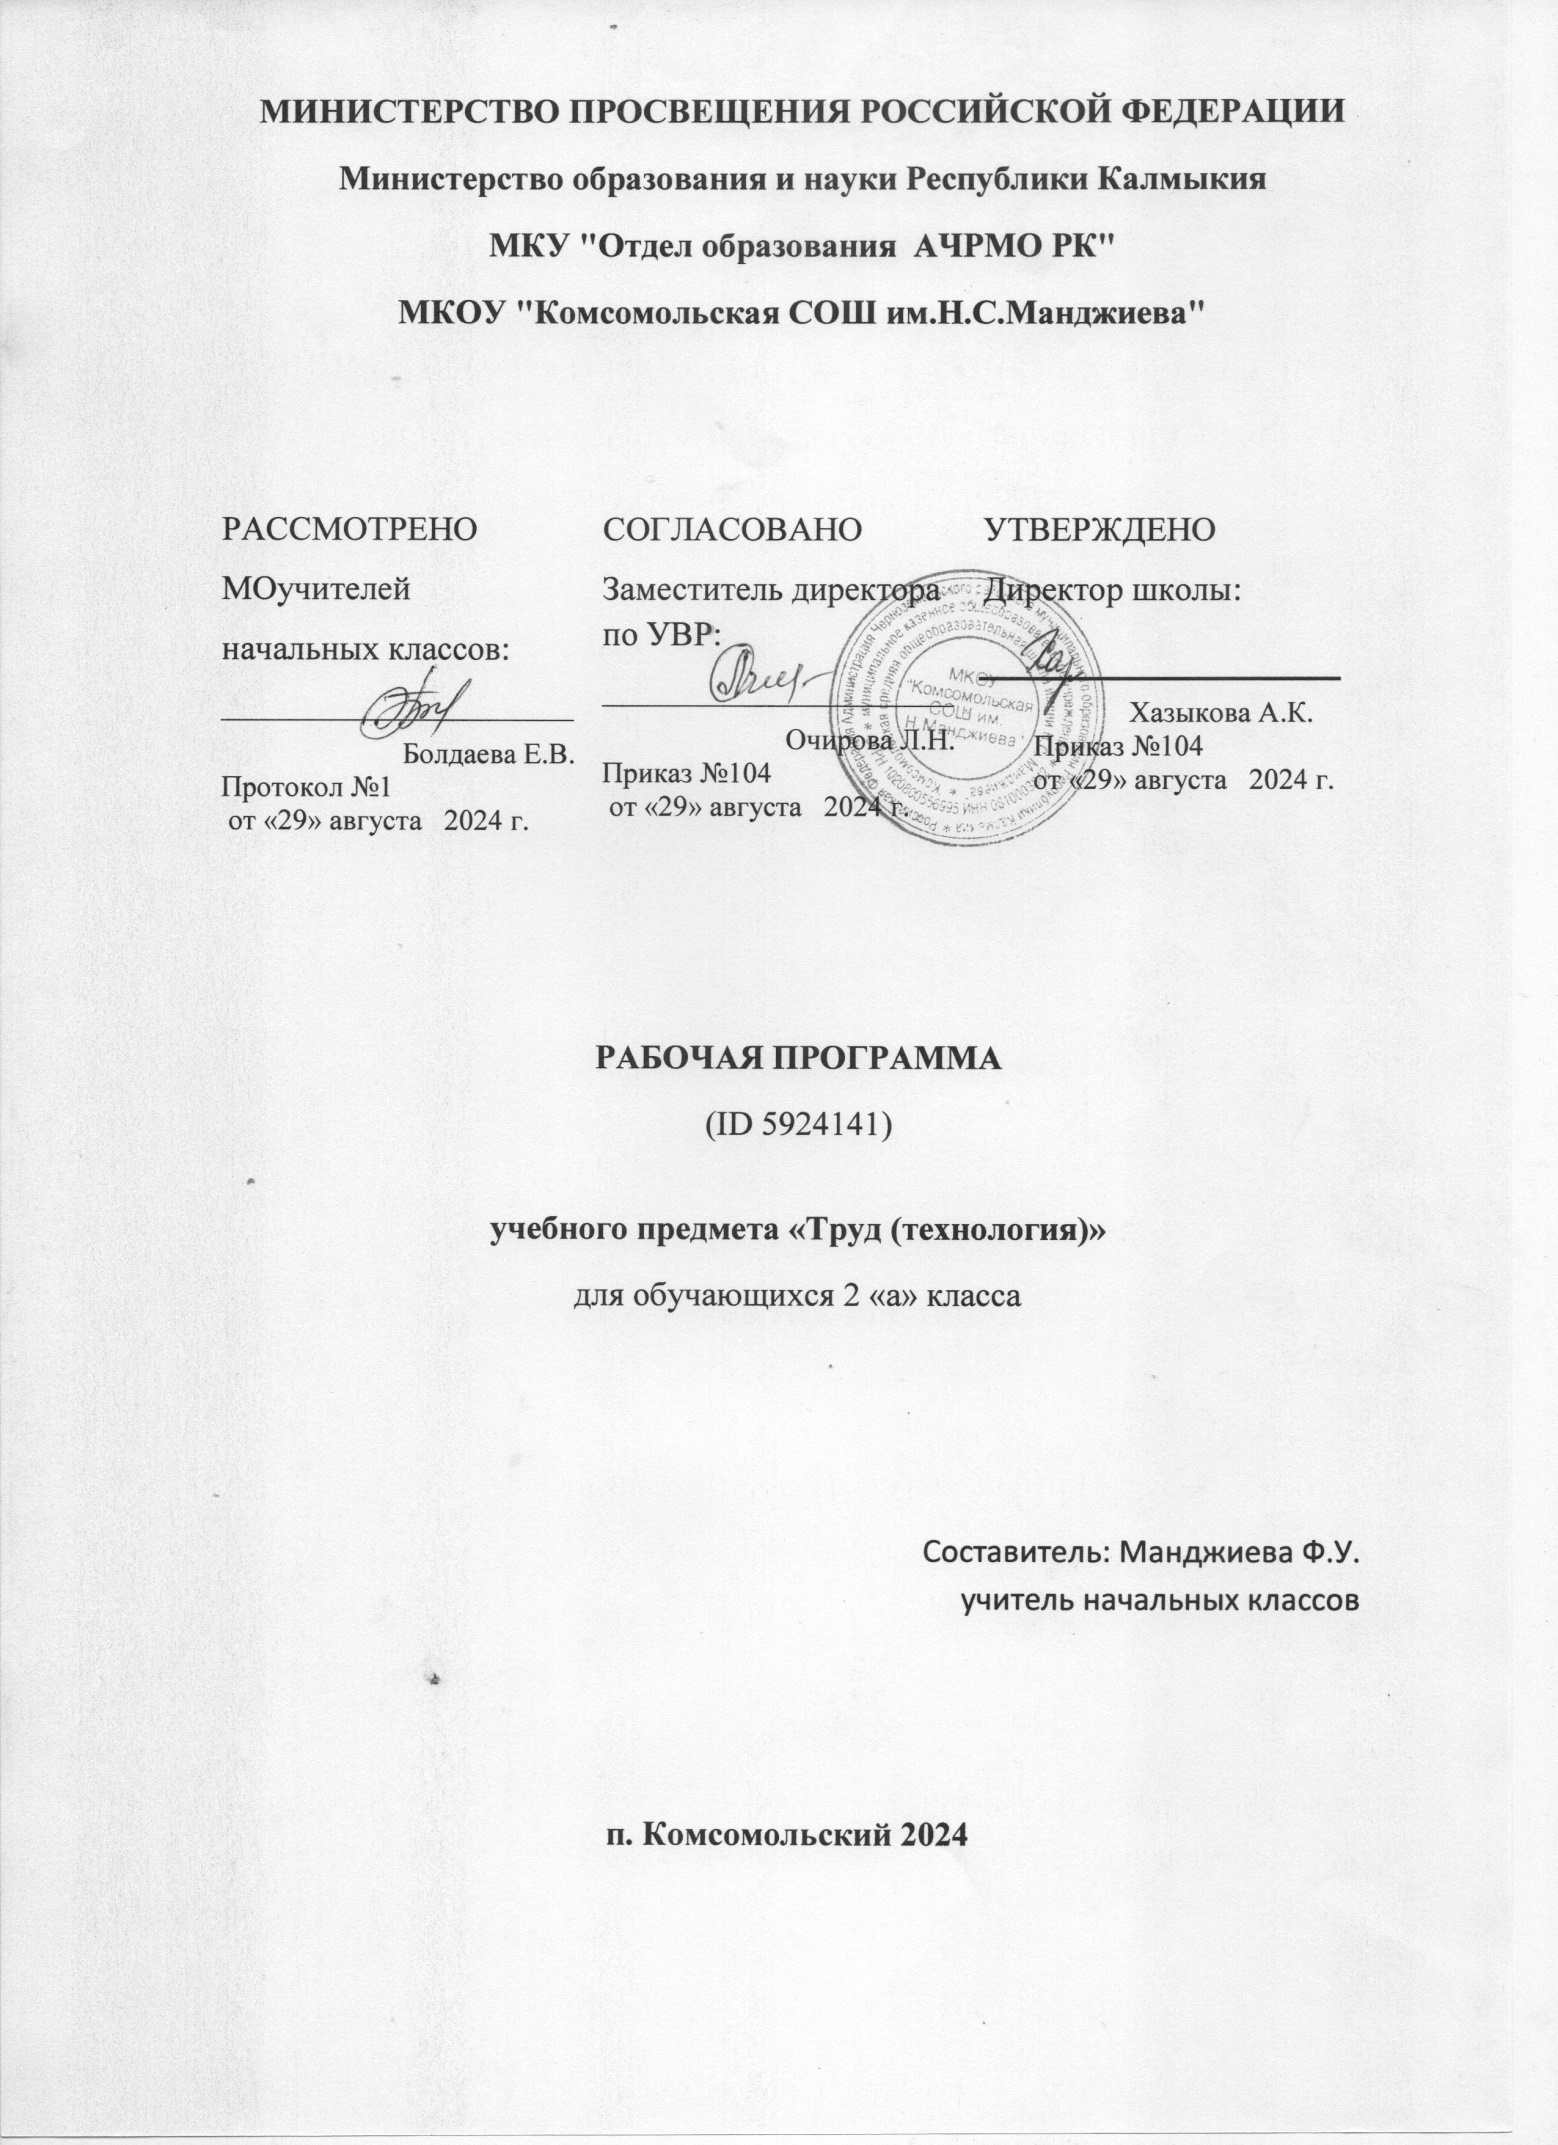 МИНИСТЕРСТВО ПРОСВЕЩЕНИЯ РОССИЙСКОЙ ФЕДЕРАЦИИ
Министерство образования и науки Республики Калмыкия
МКУ "Отдел образования  АЧРМО РК"
МКОУ "Комсомольская СОШ им.Н.С.Манджиева"
РАССМОТРЕНО
МОучителей
начальных классов:
Болдаева Е.В.
Протокол №1
от «29» августа   2024 г.
СОГЛАСОВАНО
Заместитель директора
по УВР:
Очирова Л.Н.
Приказ №104
от «29» августа   2024 г.
УТВЕРЖДЕНО
Директор школы:
Хазыкова А.К.
Приказ №104
от «29» августа   2024 г.
МКОУ
"Комсомольская
СОШ им.
Н.Манджиева"
РАБОЧАЯ ПРОГРАММА
(ID 5924141)
учебного предмета «Труд (технология)»
для обучающихся 2 «а» класса
Составитель: Манджиева Ф.У.
учитель начальных классов
п. Комсомольский 2024